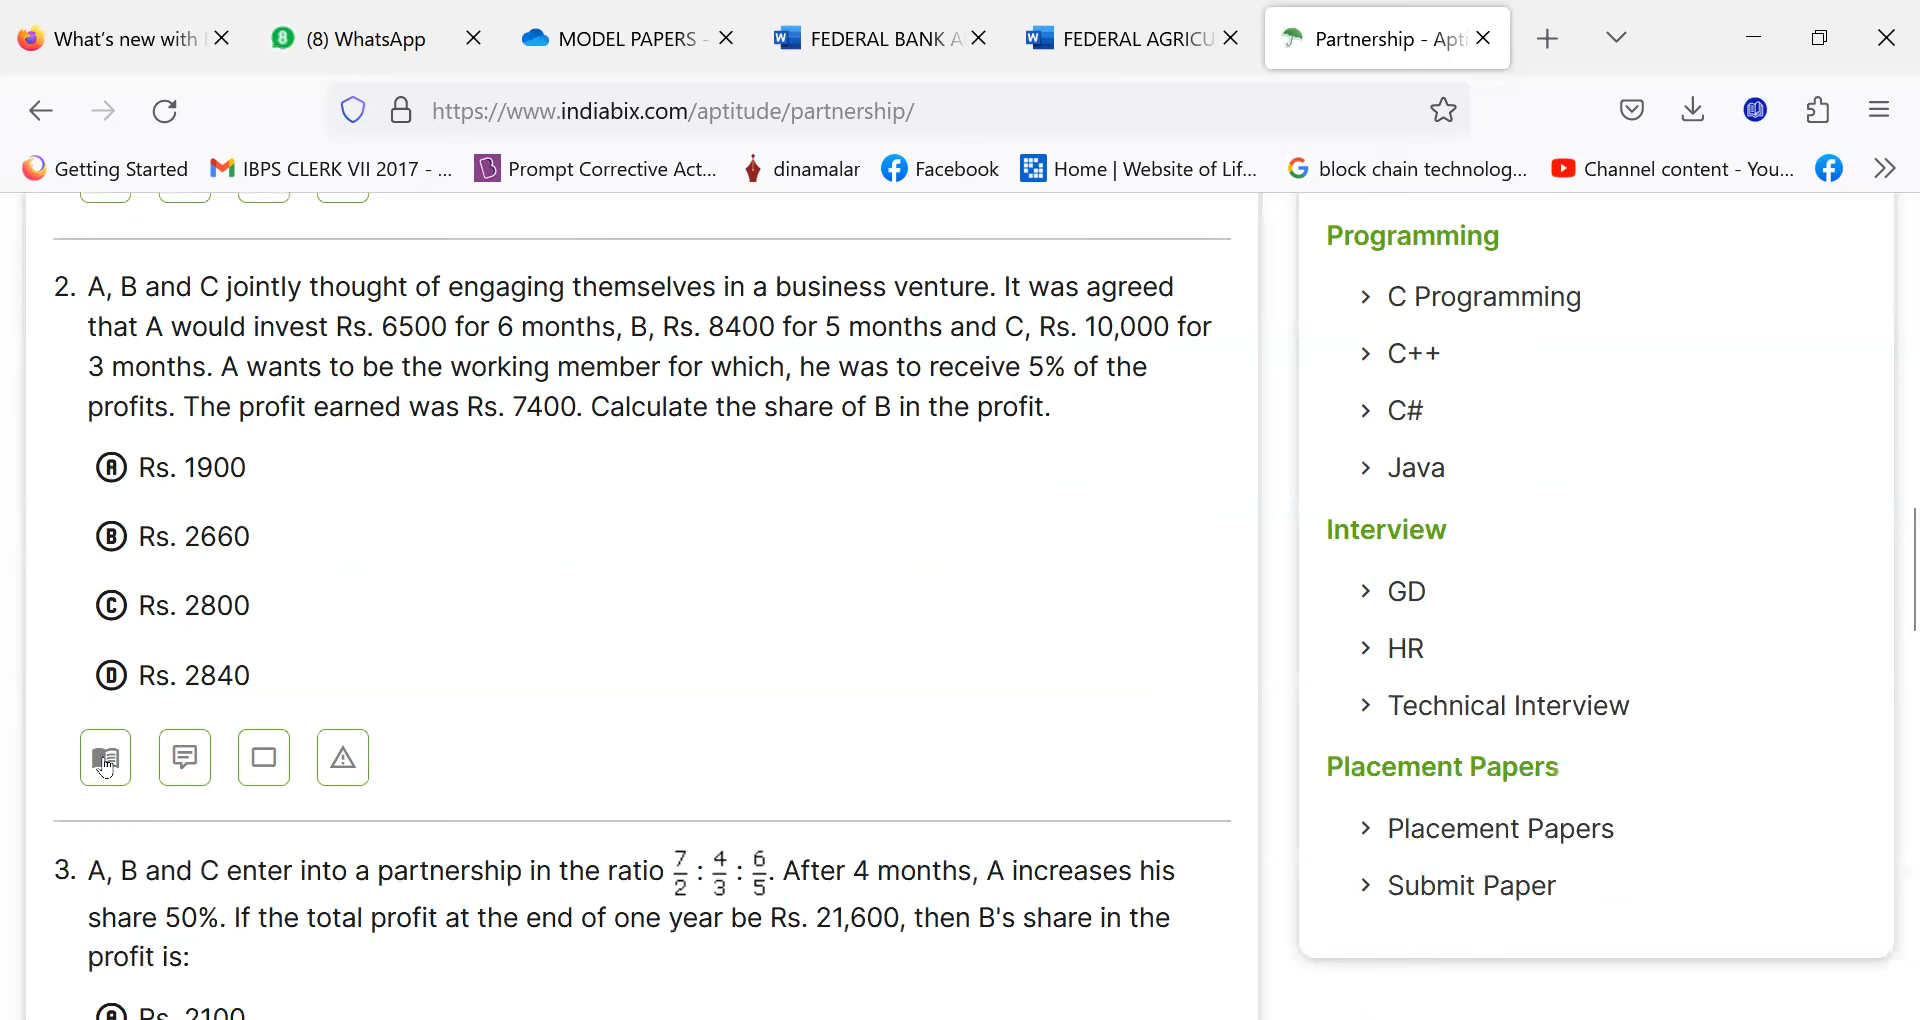 What's new with
(8) WhatsApp
MODEL PAPERS -
FEDERAL BANK A
FEDERAL AGRICU
Partnership - Apti
https://www.indiabix.com/aptitude/partnership/
Getting Started
IBPS CLERK VII 2017 - ...
Prompt Corrective Act...
dinamalar
Facebook
Home | Website of Lif...
block chain technolog...
Channel content - You...
2. A, B and C jointly thought of engaging themselves in a business venture. It was agreed
that A would invest Rs. 6500 for 6 months, B, Rs. 8400 for 5 months and C, Rs. 10,000 for
3 months. A wants to be the working member for which, he was to receive 5% of the
profits. The profit earned was Rs. 7400. Calculate the share of B in the profit.
A Rs. 1900
B Rs. 2660
C Rs. 2800
D Rs. 2840
3. A, B and C enter into a partnership in the ratio 7/2 : 4/3 : 6/5. After 4 months, A increases his
share 50%. If the total profit at the end of one year be Rs. 21,600, then B's share in the
profit is:
A Rs. 2100
Programming
> C Programming
> C++
> C#
> Java
Interview
> GD
> HR
> Technical Interview
Placement Papers
> Placement Papers
> Submit Paper